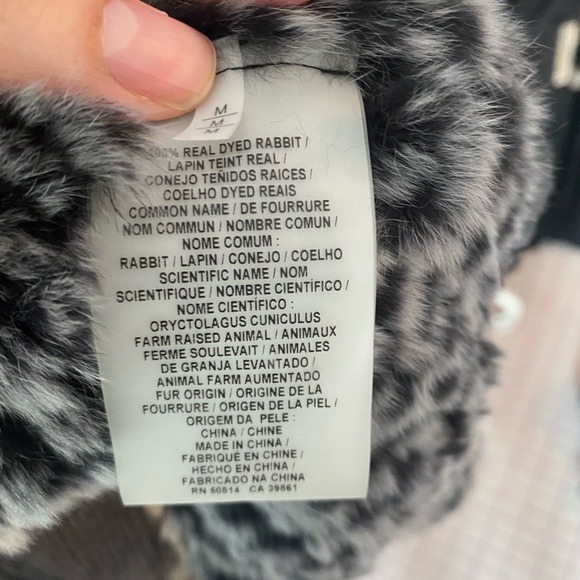 M
M
M
100% REAL DYED RABBIT /
LAPIN TEINT REAL /
CONEJO TEÑIDOS RAICES /
COELHO DYED REAIS
COMMON NAME / DE FOURRURE
NOM COMMUN / NOMBRE COMUN /
NOME COMUM :
RABBIT / LAPIN / CONEJO / COELHO
SCIENTIFIC NAME / NOM
SCIENTIFIQUE / NOMBRE CIENTÍFICO /
NOME CIENTÍFICO :
ORYCTOLAGUS CUNICULUS
FARM RAISED ANIMAL / ANIMAUX
FERME SOULEVAIT / ANIMALES
DE GRANJA LEVANTADO /
ANIMAL FARM AUMENTADO
FUR ORIGIN / ORIGINE DE LA
FOURRURE / ORIGEN DE LA PIEL /
ORIGEM DA PELE :
CHINA / CHINE
MADE IN CHINA /
FABRIQUÉ EN CHINE /
HECHO EN CHINA /
FABRICADO NA CHINA
RN 50814 CA 39861